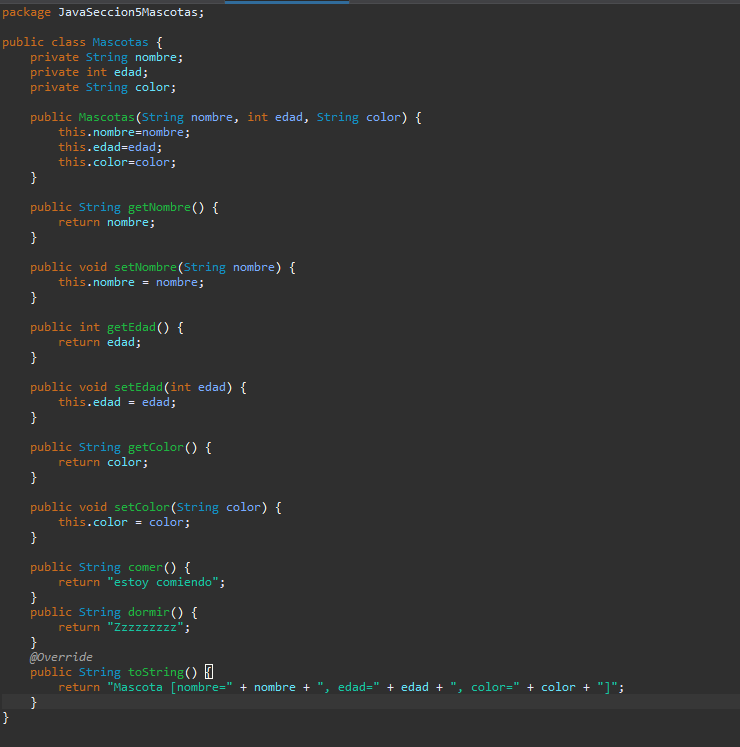 package JavaSeccion5Mascotas;
public class Mascotas {
private String nombre;
private int edad;
private String color;
public Mascotas(String nombre, int edad, String color) {
this.nombre=nombre;
this.edad=edad;
this.color=color;
}
public String getNombre() {
return nombre;
}
public void setNombre(String nombre) {
this.nombre = nombre;
}
public int getEdad() {
return edad;
}
public void setEdad(int edad) {
this.edad = edad;
}
public String getColor() {
return color;
}
public void setColor(String color) {
this.color = color;
}
public String comer() {
return "estoy comiendo";
}
public String dormir() {
return "Zzzzzzzzz";
}
@Override
public String toString() {
return "Mascota [nombre=" + nombre + ", edad=" + edad + ", color=" + color + "]";
}
}